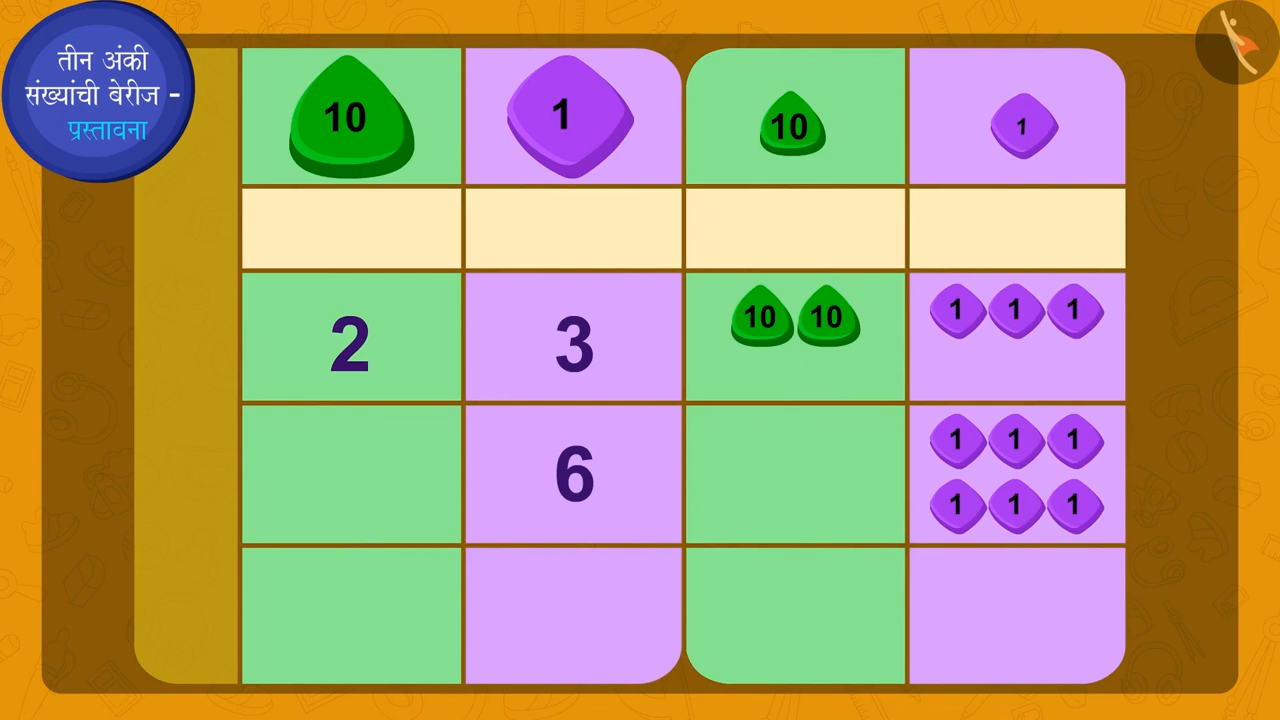 तीन अंकी
संख्यांची बेरीज -
प्रस्तावना
10 1 10 1
2 3 10 10 1 1 1
6 1 1 1
1 1 1